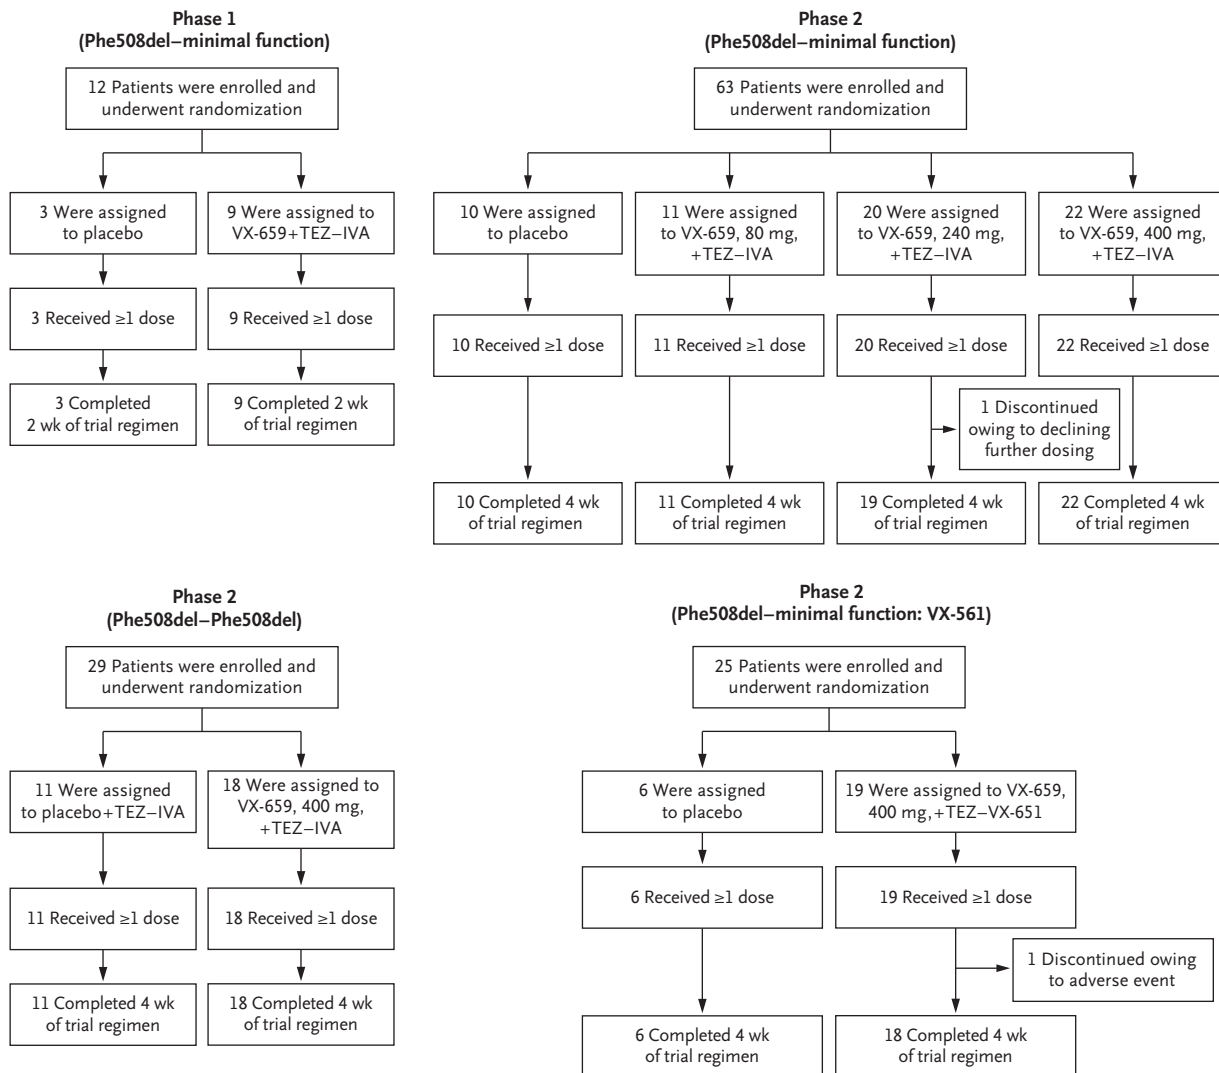 Phase 1
(Phe508del–minimal function)
12 Patients were enrolled and
underwent randomization
3 Were assigned
to placebo
9 Were assigned to
VX-659+TEZ–IVA
3 Received ≥1 dose
9 Received ≥1 dose
3 Completed
2 wk of trial regimen
9 Completed 2 wk
of trial regimen
Phase 2
(Phe508del–minimal function)
63 Patients were enrolled and
underwent randomization
10 Were assigned
to placebo
11 Were assigned
to VX-659, 80 mg,
+TEZ–IVA
20 Were assigned
to VX-659, 240 mg,
+TEZ–IVA
22 Were assigned
to VX-659, 400 mg,
+TEZ–IVA
10 Received ≥1 dose
11 Received ≥1 dose
20 Received ≥1 dose
22 Received ≥1 dose
1 Discontinued
owing to declining
further dosing
10 Completed 4 wk
of trial regimen
11 Completed 4 wk
of trial regimen
19 Completed 4 wk
of trial regimen
22 Completed 4 wk
of trial regimen
Phase 2
(Phe508del–Phe508del)
29 Patients were enrolled and
underwent randomization
11 Were assigned
to placebo+TEZ–IVA
18 Were assigned to
VX-659, 400 mg,
+TEZ–IVA
11 Received ≥1 dose
18 Received ≥1 dose
11 Completed 4 wk
of trial regimen
18 Completed 4 wk
of trial regimen
Phase 2
(Phe508del–minimal function: VX-561)
25 Patients were enrolled and
underwent randomization
6 Were assigned
to placebo
19 Were assigned to VX-659,
400 mg,+TEZ–VX-651
6 Received ≥1 dose
19 Received ≥1 dose
1 Discontinued owing
to adverse event
6 Completed 4 wk
of trial regimen
18 Completed 4 wk
of trial regimen